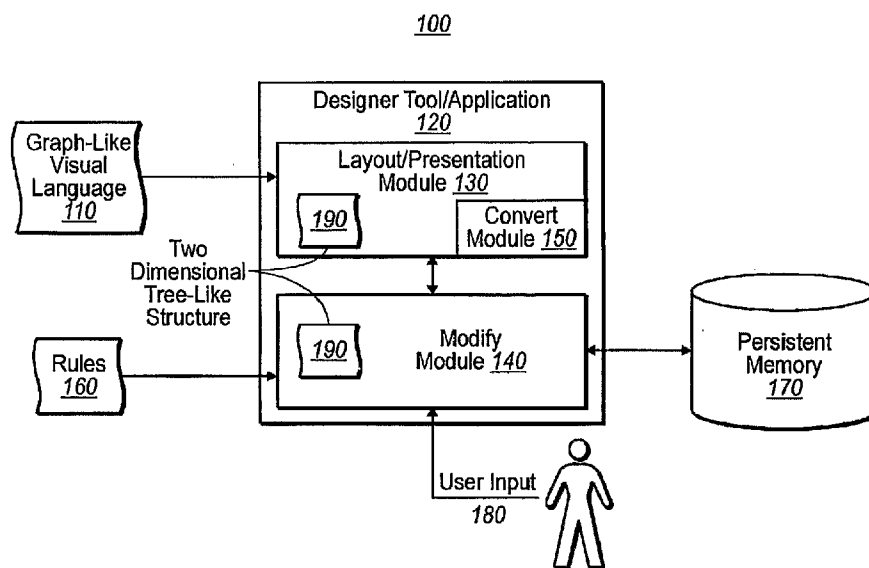 100
Designer Tool/Application
120
Graph-Like
Visual
Language
110
Layout/Presentation
Module 130
190
Convert
Module 150
Two
Dimensional
Tree-Like
Structure
190
Modify
Module 140
Rules
160
Persistent
Memory
170
User Input
180